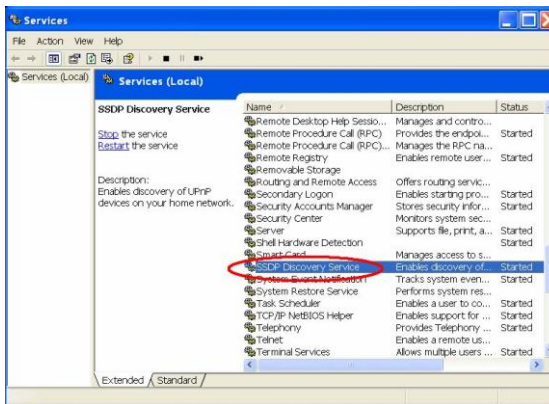 Services
File Action View Help
Services (Local)
Services (Local)
SSDP Discovery Service
Stop the service
Restart the service
Description:
Enables discovery of UPnP
devices on your home network.
Name Description Status
Remote Desktop Help Sessio... Manages and contro...
Remote Procedure Call (RPC) Provides the endpoi... Started
Remote Procedure Call (RPC)... Manages the RPC na...
Remote Registry Enables remote user... Started
Removable Storage
Routing and Remote Access Offers routing servic...
Secondary Logon Enables starting pro... Started
Security Accounts Manager Stores security infor... Started
Security Center Monitors system sec...
Server Supports file, print, a... Started
Shell Hardware Detection Started
Smart Card Manages access to s...
SSDP Discovery Service Enables discovery of... Started
System Event Notification Tracks system even... Started
System Restore Service Performs system res...
Task Scheduler Enables a user to co... Started
TCP/IP NetBIOS Helper Enables support for ... Started
Telephony Provides Telephony ... Started
Telnet Enables a remote us...
Terminal Services Allows multiple users ... Started
Extended Standard